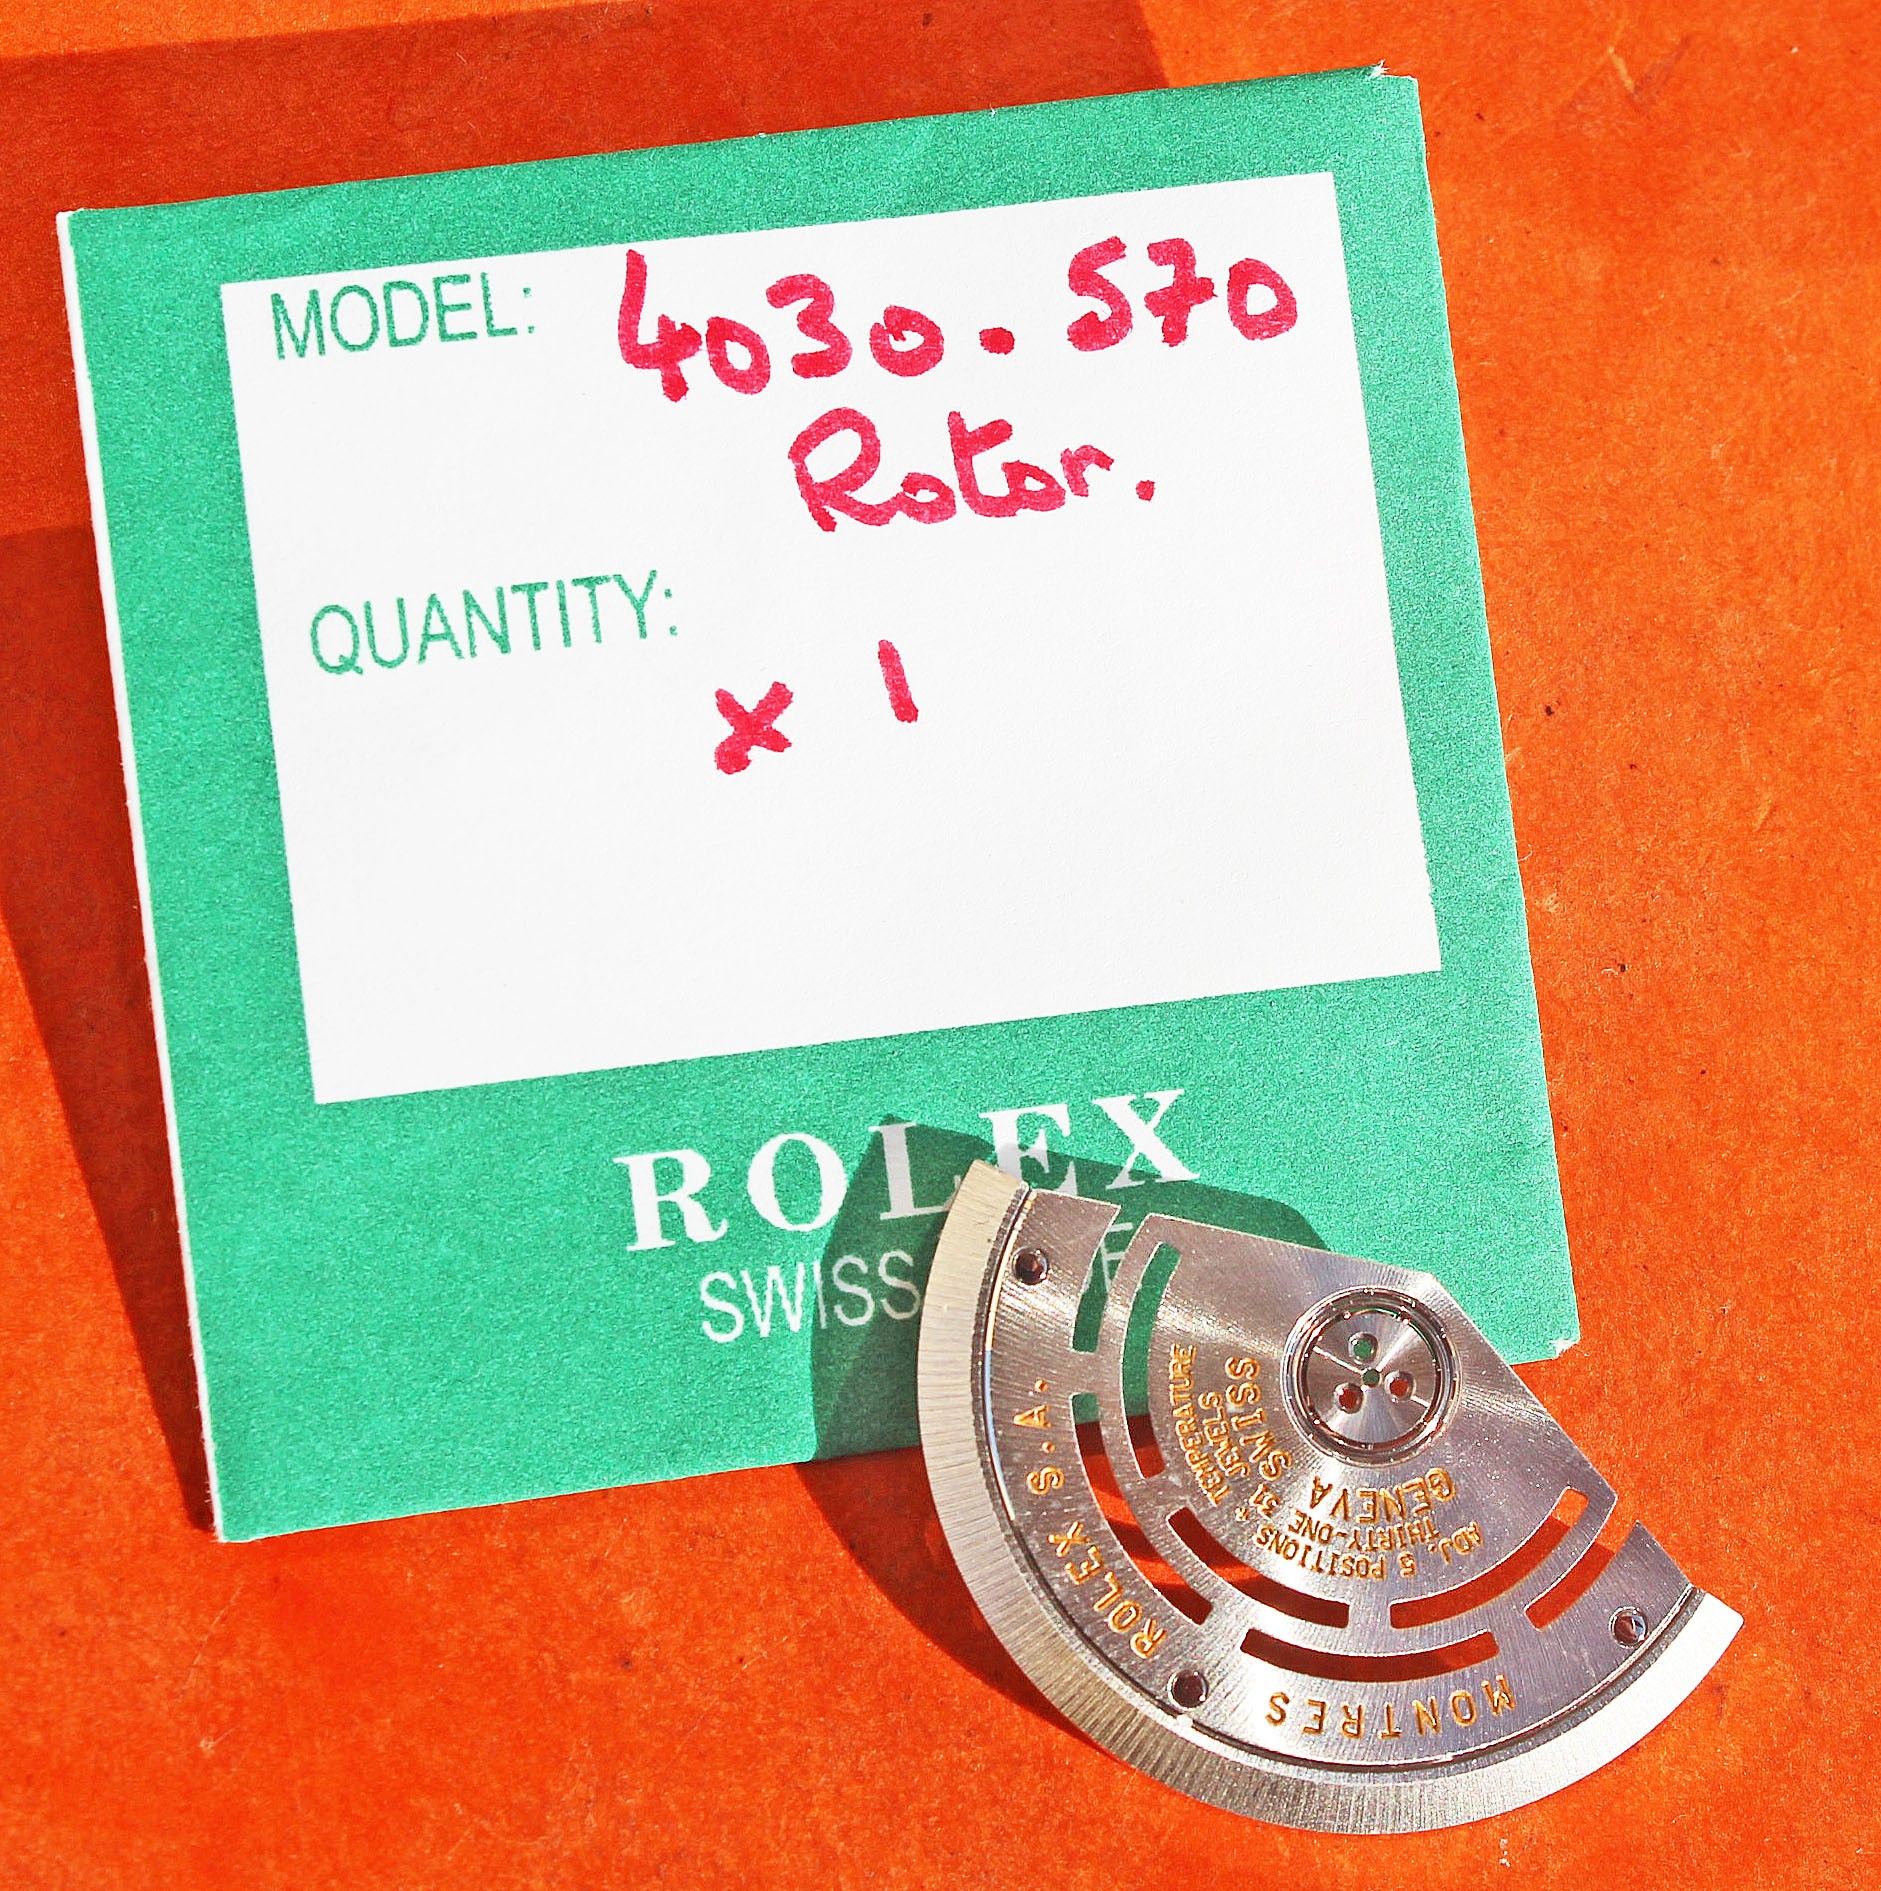 MODEL: 4030.570
Rotor.
QUANTITY:
x 1
ROLEX
SWISS
MONTRES ROLEX S.A.
ADJ. 5 POSITIONS & TEMPERATURE
THIRTY-ONE 31 JEWELS
GENEVA SWISS